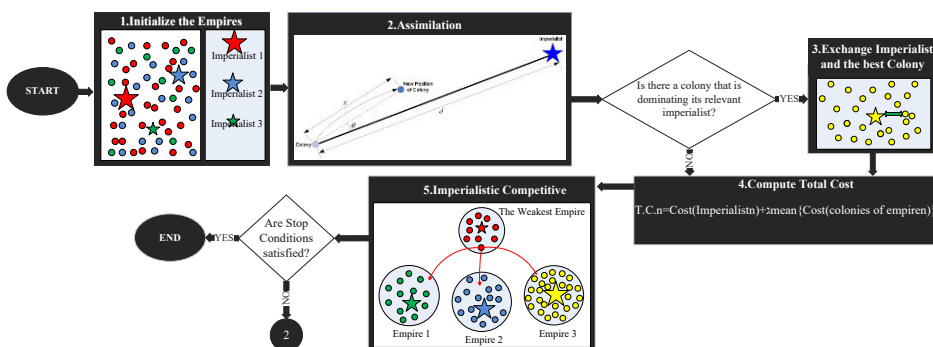 START
1.Initialize the Empires
Imperialist 1
Imperialist 2
Imperialist 3
2.Assimilation
Imperialist
New Position
of Colony
x
θ
d
Colony
Is there a colony that is
dominating its relevant
imperialist?
YES
NO
3.Exchange Imperialist
and the best Colony
4.Compute Total Cost
T.C.n=Cost(Imperialistn)+ mean{Cost(colonies of empiren)}
5.Imperialistic Competitive
The Weakest Empire
Empire 1
Empire 2
Empire 3
Are Stop
Conditions
satisfied?
YES
END
NO
2